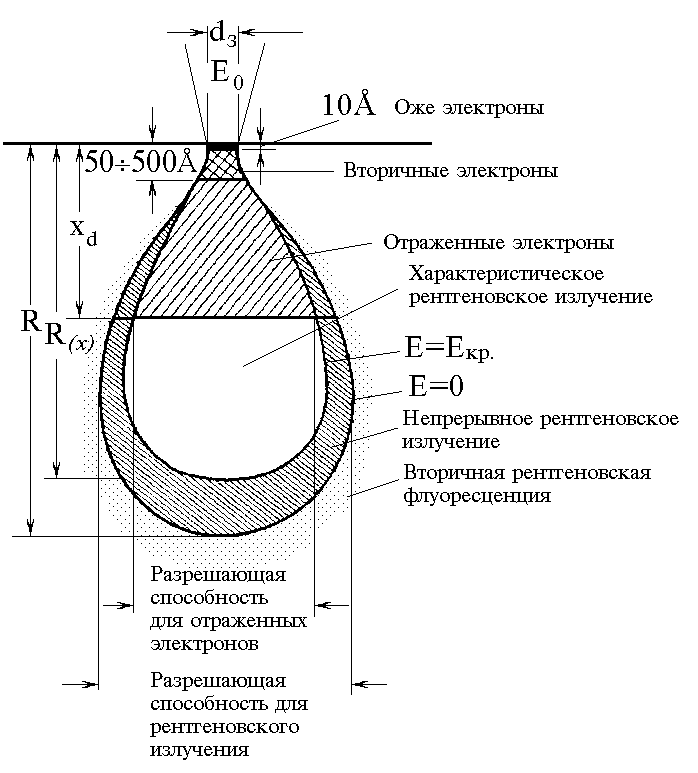 dз
E0
10Å Оже электроны
50÷500Å
Вторичные электроны
xd
Отраженные электроны
Характеристическое
рентгеновское излучение
R
R(x)
E=Eкр.
E=0
Непрерывное рентгеновское
излучение
Вторичная рентгеновская
флуоресценция
Разрешающая
способность
для отраженных
электронов
Разрешающая
способность для
рентгеновского
излучения